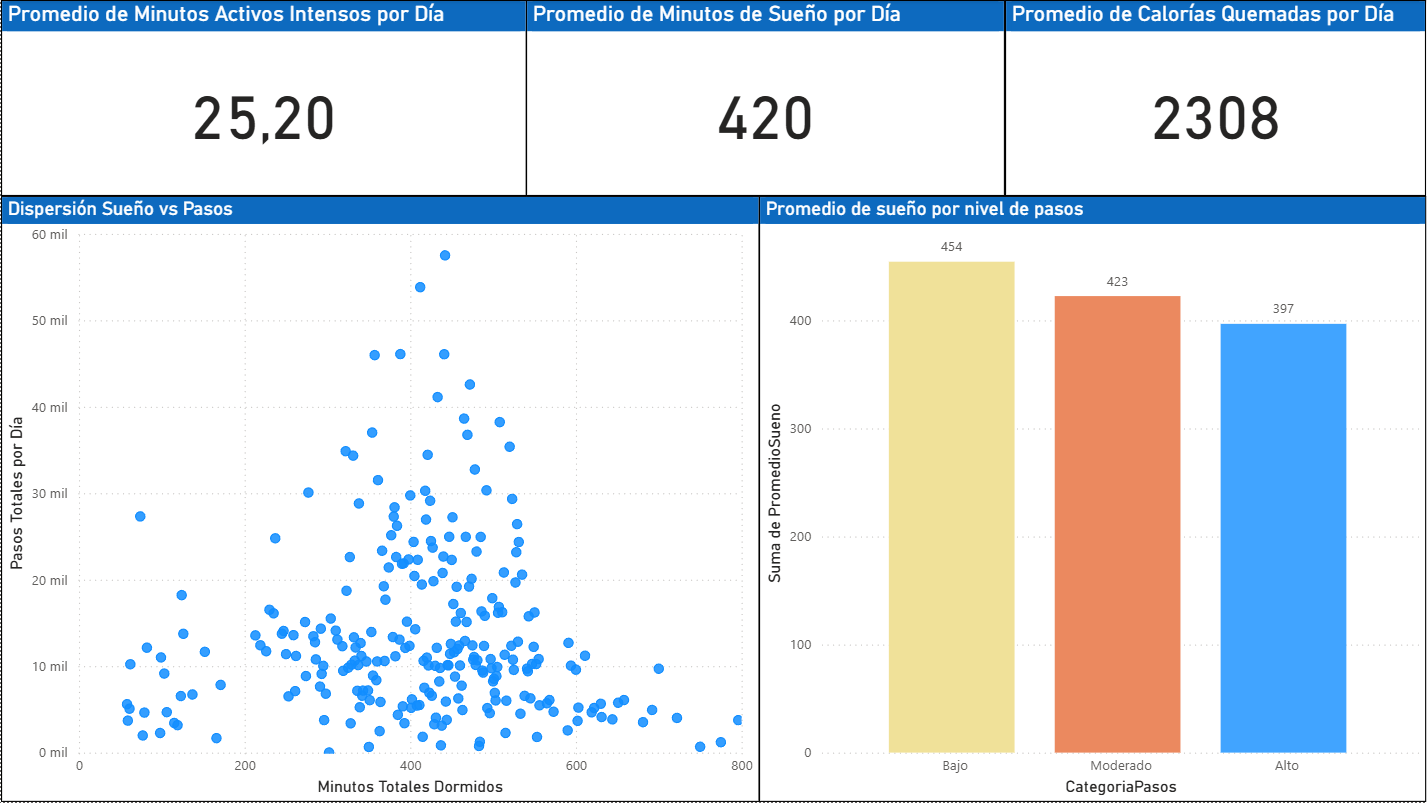 Promedio de Minutos Activos Intensos por Día
Promedio de Minutos de Sueño por Día
Promedio de Calorías Quemadas por Día
25,20
420
2308
Dispersión Sueño vs Pasos
Pasos Totales por Día
60 mil
50 mil
40 mil
30 mil
20 mil
10 mil
0 mil
0
200
400
600
800
Minutos Totales Dormidos
Promedio de sueño por nivel de pasos
Suma de PromedioSueno
400
300
200
100
0
454
423
397
Bajo
Moderado
Alto
CategoriaPasos